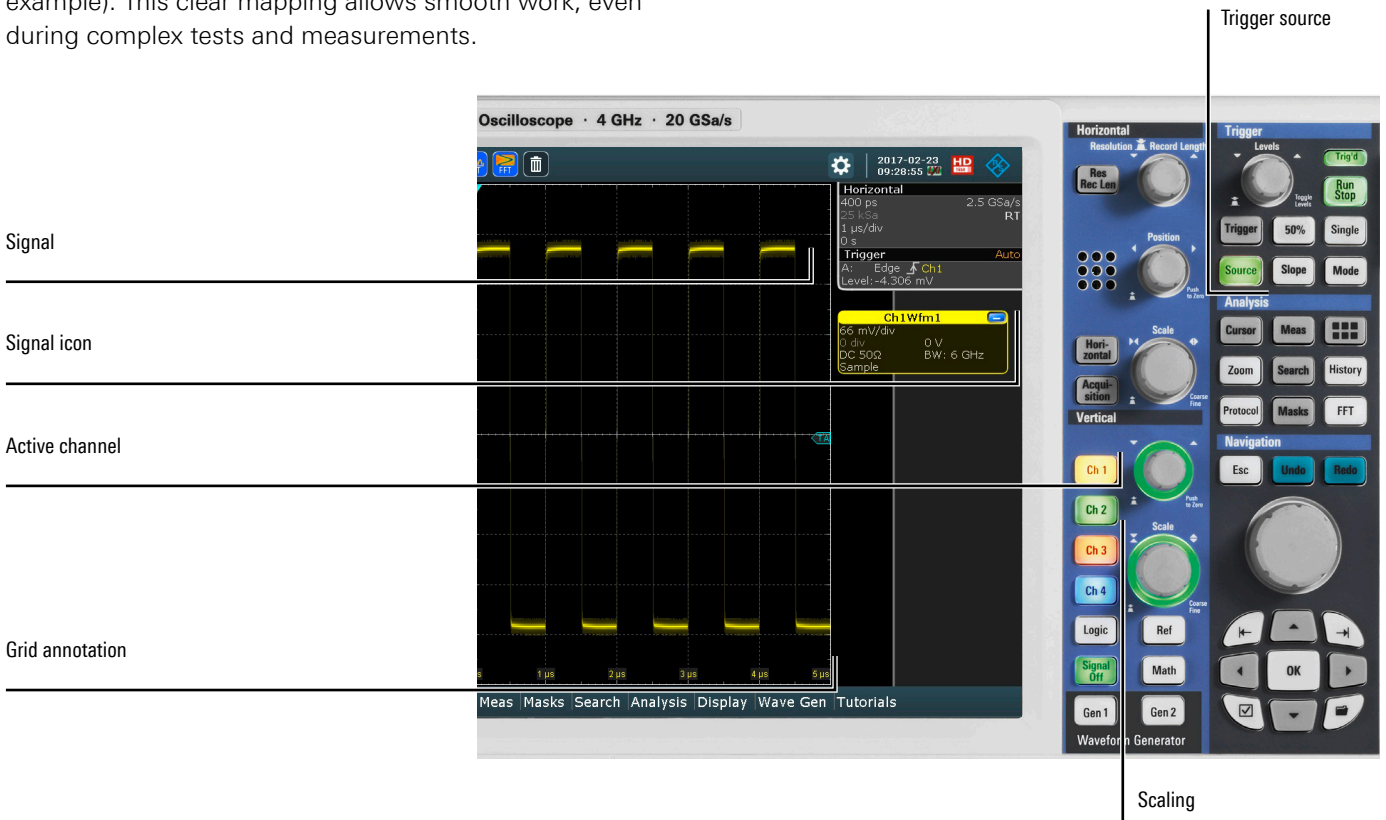 example). This clear mapping allows smooth work, even
during complex tests and measurements.
Trigger source
Signal
Signal icon
Active channel
Grid annotation
Scaling
Oscilloscope · 4 GHz · 20 GSa/s
FFT
2017-02-23
09:28:55
HD
Horizontal
400 ps 2.5 GSa/s
25 kSa RT
1 µs/div
0 s
Trigger Auto
A: Edge Ch1
Level:-4.306 mV
Ch1Wfm1
66 mV/div
0 div 0 V
DC 50Ω BW: 6 GHz
Sample
TA
1 µs 2 µs 3 µs 4 µs 5 µs
Meas Masks Search Analysis Display Wave Gen Tutorials
Horizontal
Resolution Record Length
Res
Rec Len
Position
Push
to Zero
Scale
Hori-
zontal
Acqui-
sition
Coarse
Fine
Vertical
Ch 1
Push
to Zero
Ch 2
Scale
Ch 3
Ch 4
Coarse
Fine
Logic Ref
Signal
Off
Math
Gen 1 Gen 2
Waveform Generator
Trigger
Levels
Trig'd
Run
Stop
Toggle
Levels
Trigger 50% Single
Source Slope Mode
Analysis
Cursor Meas
Zoom Search History
Protocol Masks FFT
Navigation
Esc Undo Redo
OK